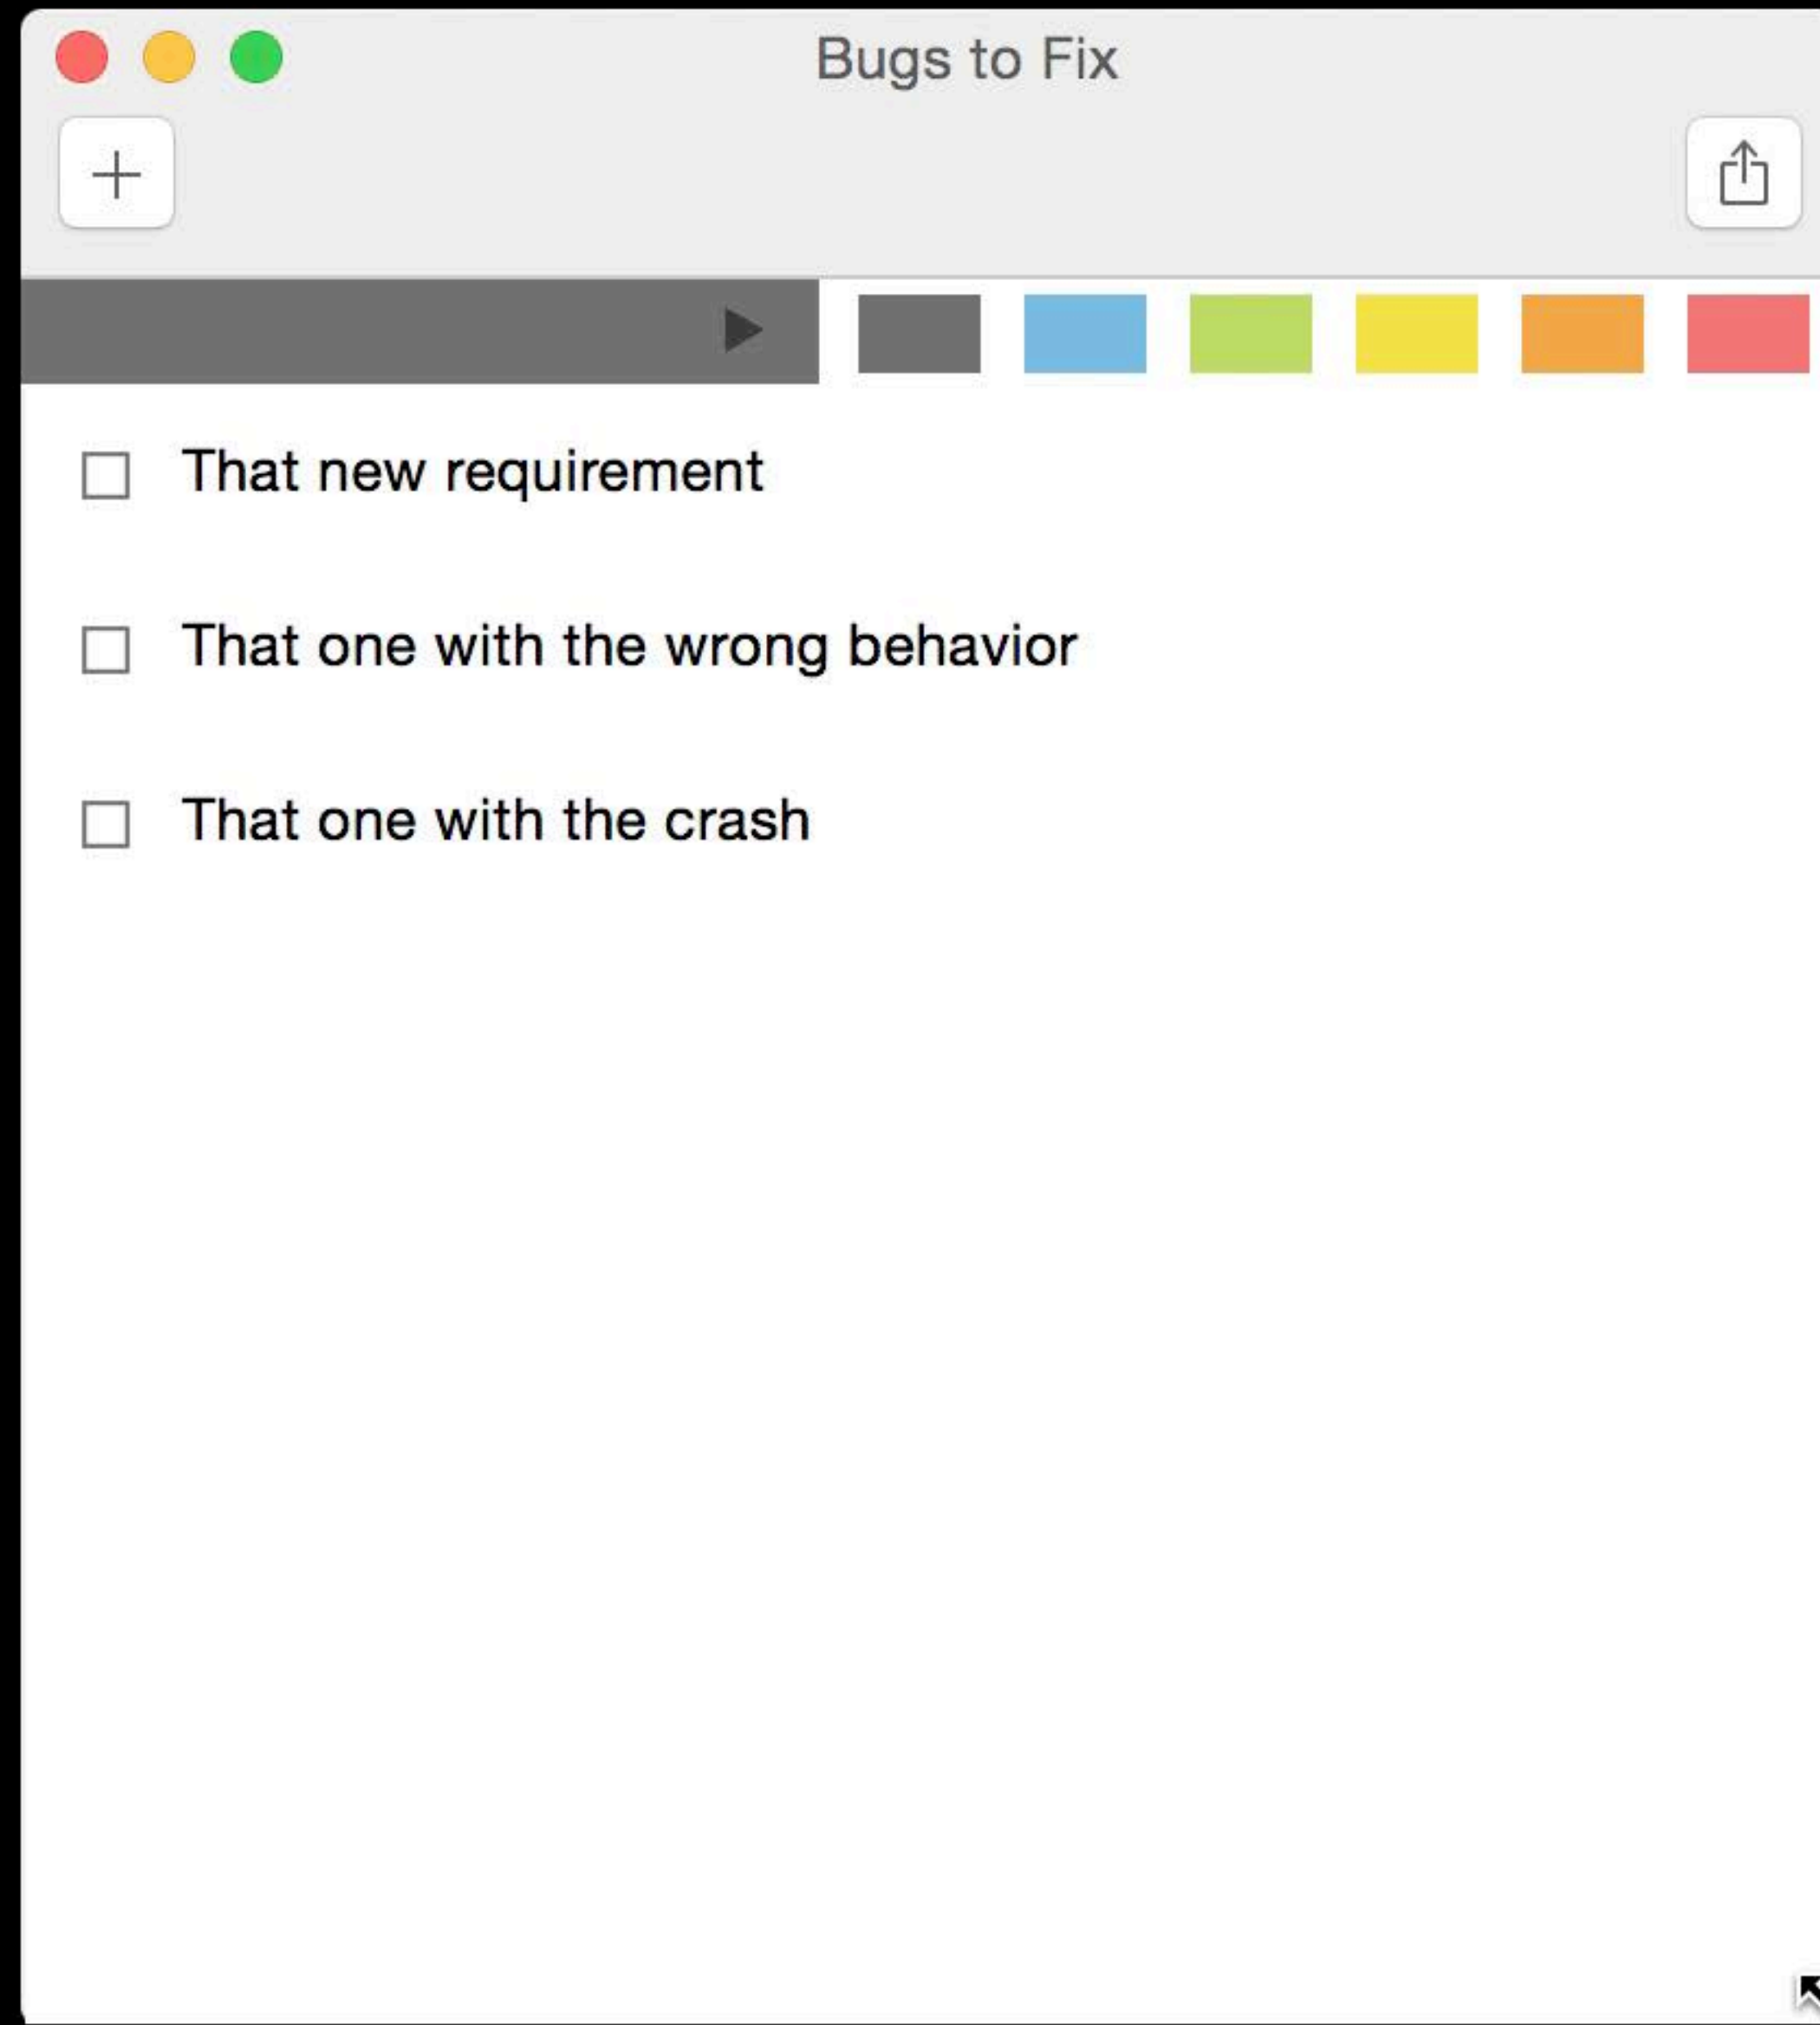 Bugs to Fix
That new requirement
That one with the wrong behavior
That one with the crash